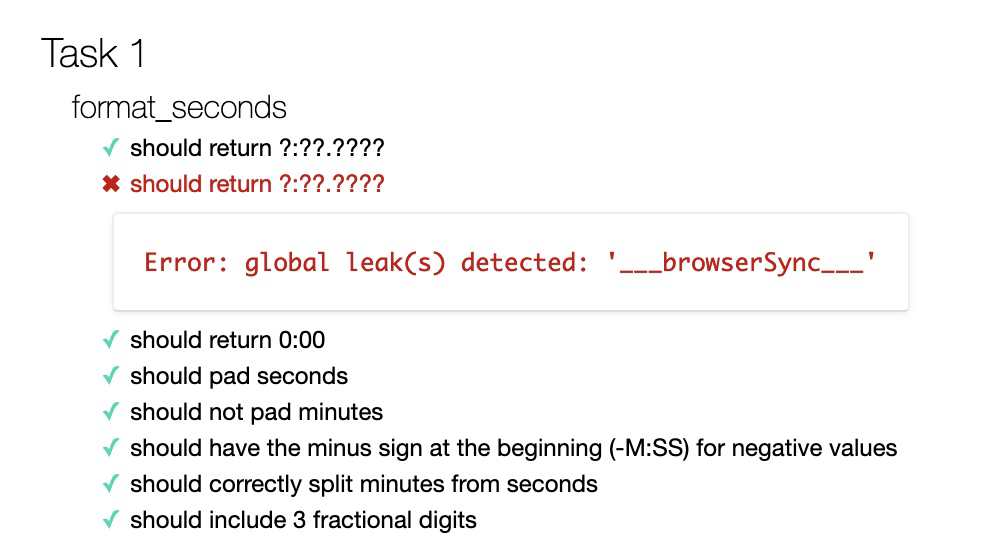 Task 1
format_seconds
✓ should return ?:??.????
✖ should return ?:??.????
Error: global leak(s) detected: '___browserSync___'
✓ should return 0:00
✓ should pad seconds
✓ should not pad minutes
✓ should have the minus sign at the beginning (-M:SS) for negative values
✓ should correctly split minutes from seconds
✓ should include 3 fractional digits